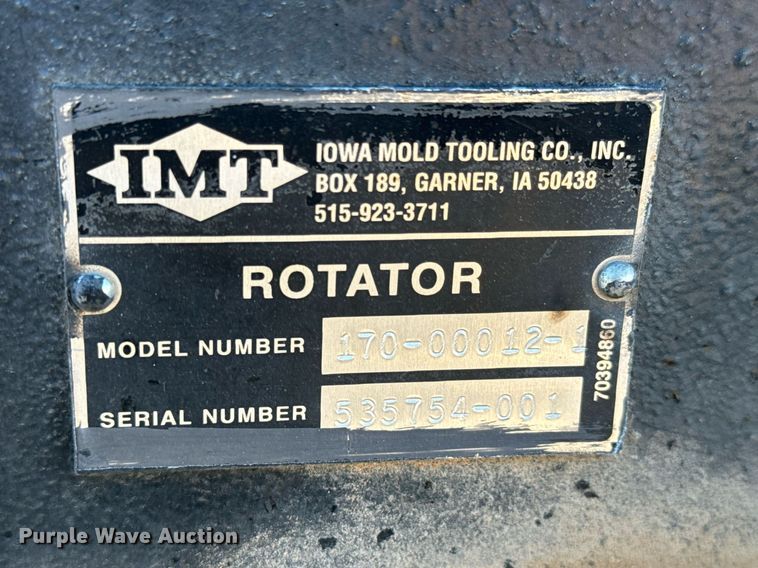 IMT
IOWA MOLD TOOLING CO., INC.
BOX 189, GARNER, IA 50438
515-923-3711
ROTATOR
MODEL NUMBER 170-00012-1
SERIAL NUMBER 535754-001
70394860
Purple Wave Auction